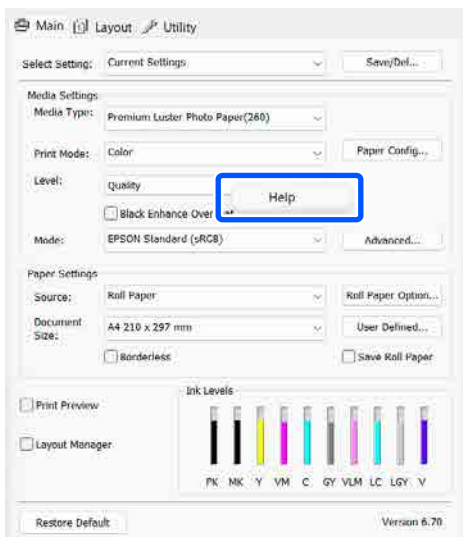 Main Layout Utility
Select Setting: Current Settings Save/Del...
Media Settings
Media Type: Premium Luster Photo Paper(260)
Print Mode: Color Paper Config...
Level: Quality
Help
Black Enhance Over
Mode: EPSON Standard (sRGB) Advanced...
Paper Settings
Source: Roll Paper Roll Paper Option...
Document
Size: A4 210 x 297 mm User Defined...
Borderless Save Roll Paper
Ink Levels
Print Preview
Layout Manager
PK MK Y VM C GY VLM LC LGY V
Restore Default Version 6.70